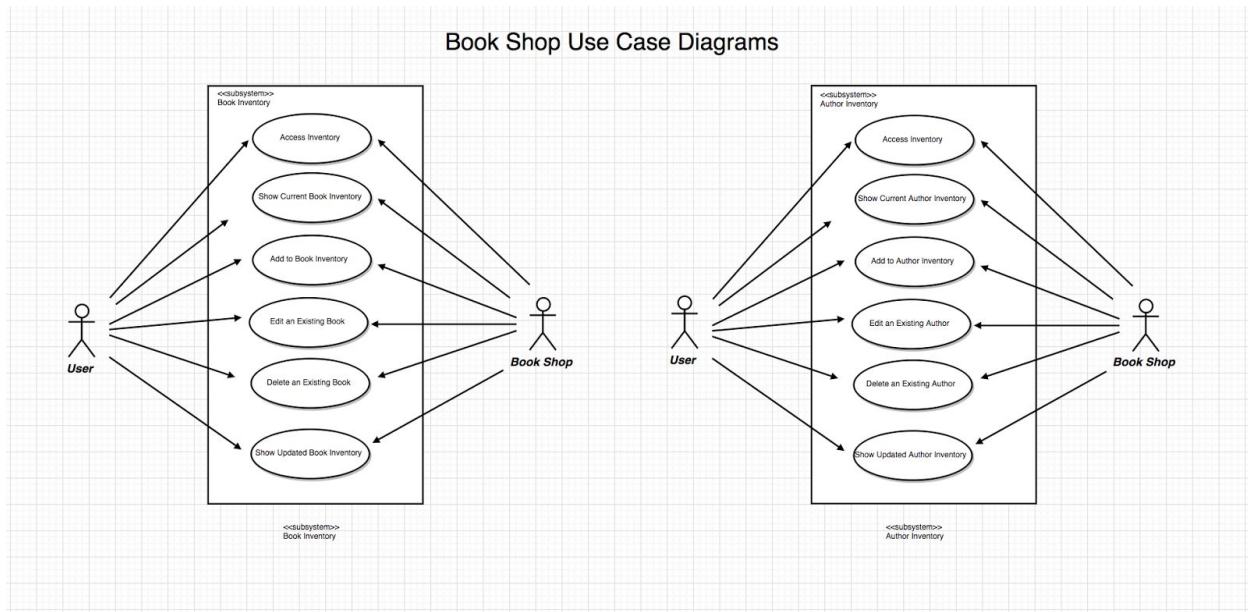 Book Shop Use Case Diagrams
<<subsystem>>
Book Inventory
Access Inventory
Show Current Book Inventory
Add to Book Inventory
Edit an Existing Book
Delete an Existing Book
Show Updated Book Inventory
User
Book Shop
<<subsystem>>
Book Inventory
<<subsystem>>
Author Inventory
Access Inventory
Show Current Author Inventory
Add to Author Inventory
Edit an Existing Author
Delete an Existing Author
Show Updated Author Inventory
User
Book Shop
<<subsystem>>
Author Inventory